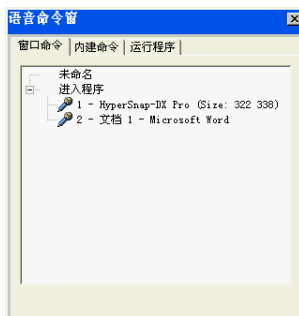 语音命令窗
窗口命令 内建命令 运行程序
未命名
进入程序
1 - HyperSnap-DX Pro (Size: 322 338)
2 - 文档 1 - Microsoft Word